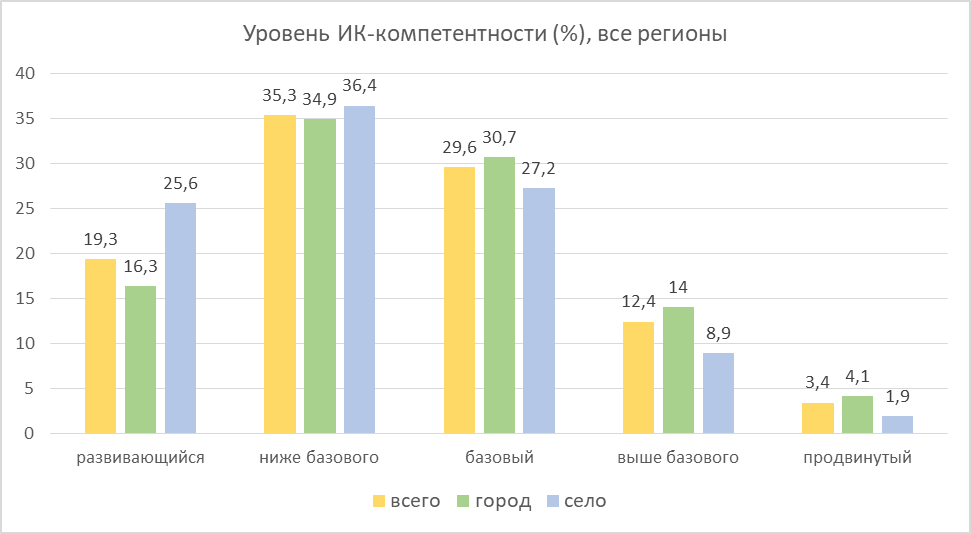 Уровень ИК-компетентности (%), все регионы
40
35
30
25
20
15
10
5
0
19,3
16,3
25,6
35,3
34,9
36,4
29,6
30,7
27,2
12,4
14
8,9
3,4
4,1
1,9
развивающийся
ниже базового
базовый
выше базового
продвинутый
всего
город
село